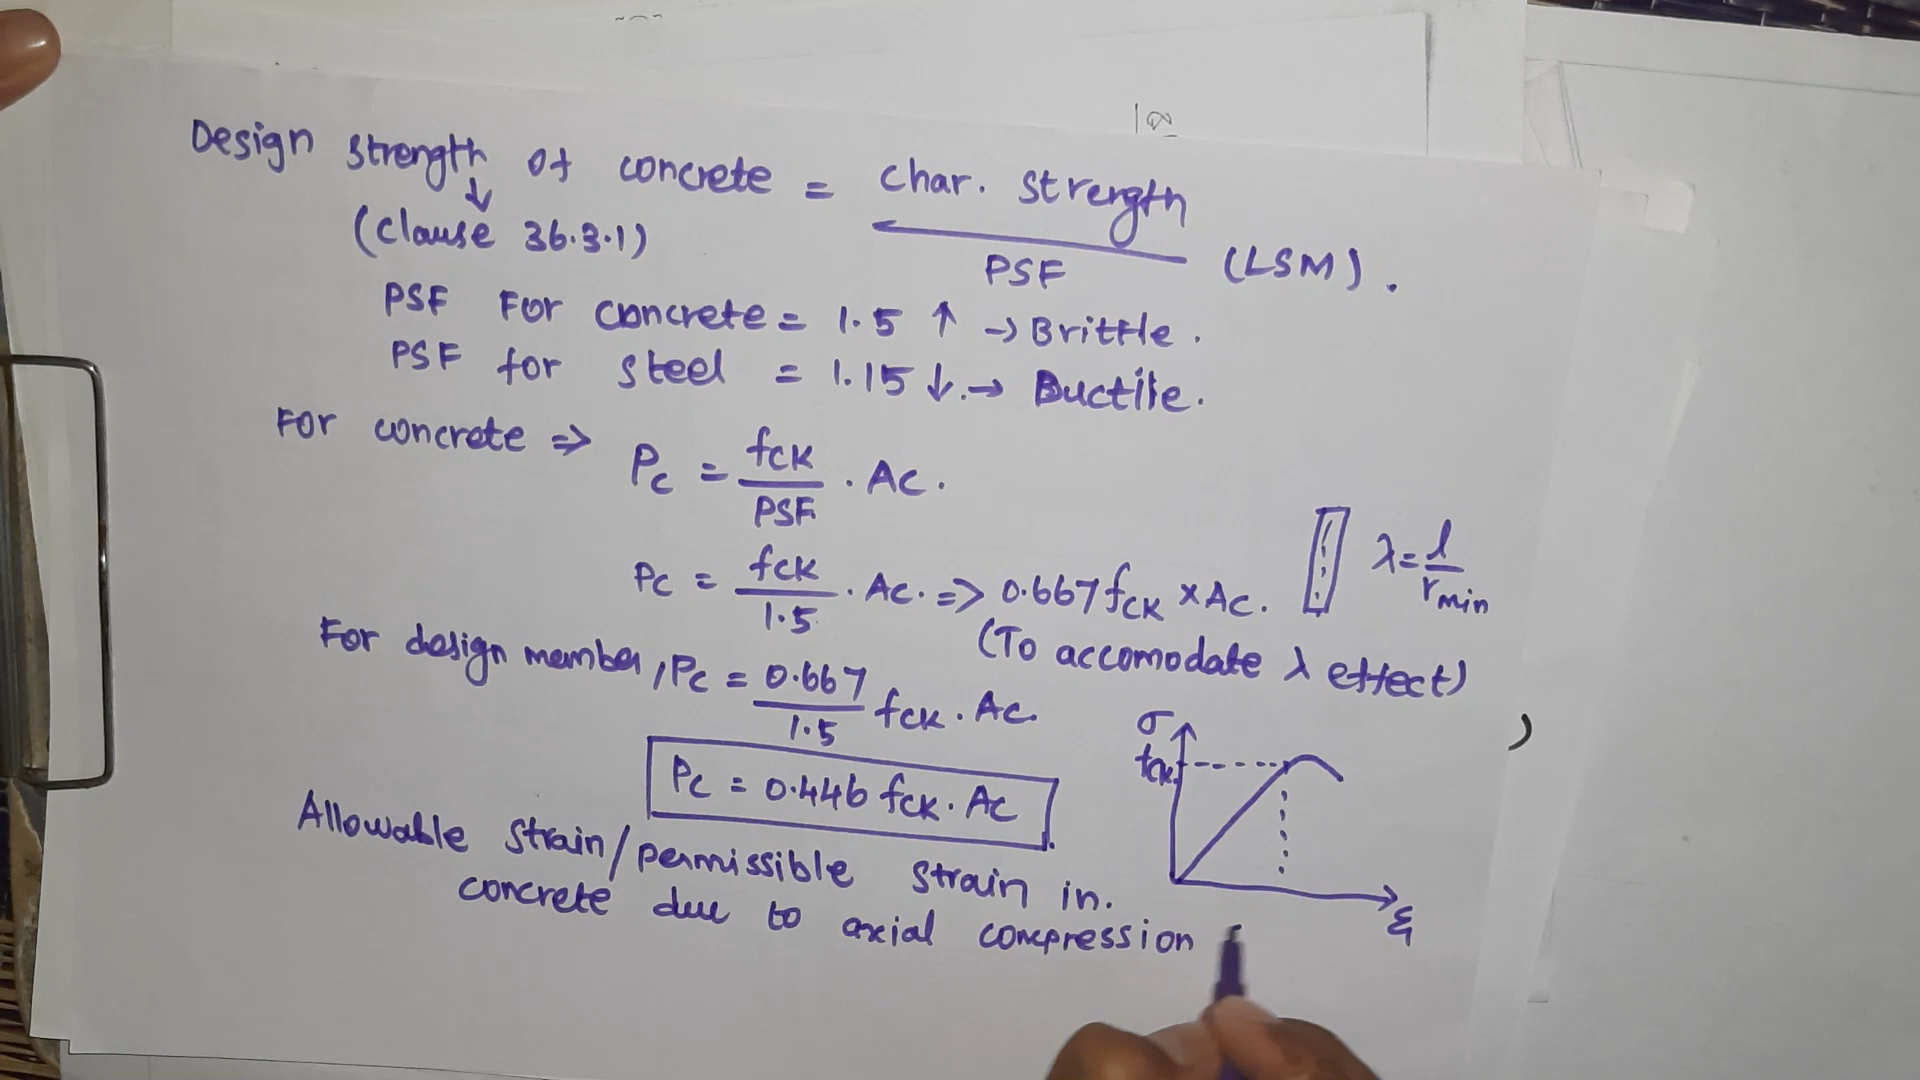 Design strength of concrete = char. strength
PSF (LSM).
(clause 36.3.1)
PSF For concrete = 1.5 ↑ → Brittle.
PSF for steel = 1.15 ↓. → Ductile.
For concrete ⇒ Pc = fck / PSF . Ac.
Pc = fck / 1.5 . Ac. ⇒ 0.667 fck × Ac.
λ = l / rmin
(To accomodate λ effect)
For design member, Pc = 0.667 / 1.5 fck . Ac.
Pc = 0.446 fck . Ac
σ
fck
ε
Allowable strain/permissible strain in.
concrete due to axial compression